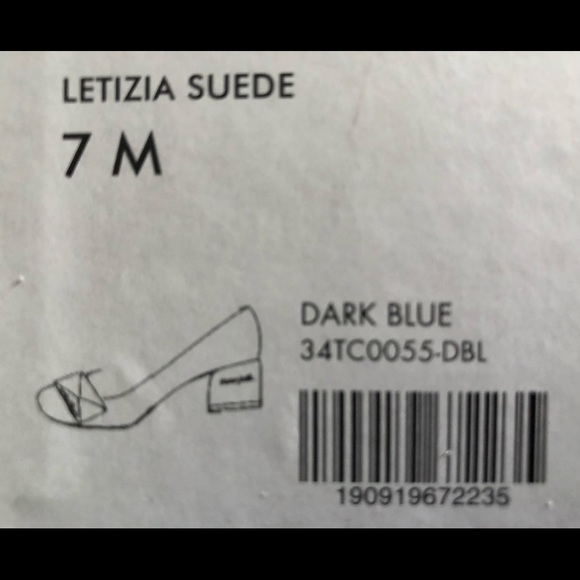 LETIZIA SUEDE
7 M
DARK BLUE
34TC0055-DBL
190919672235